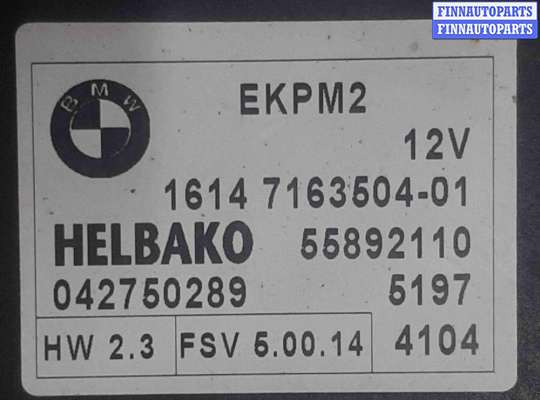 FINNAUTOPARTS
FINNAUTOPARTS
BMW
EKPM2
12V
1614 7163504-01
HELBAKO 55892110
042750289 5197
HW 2.3 FSV 5.00.14 4104